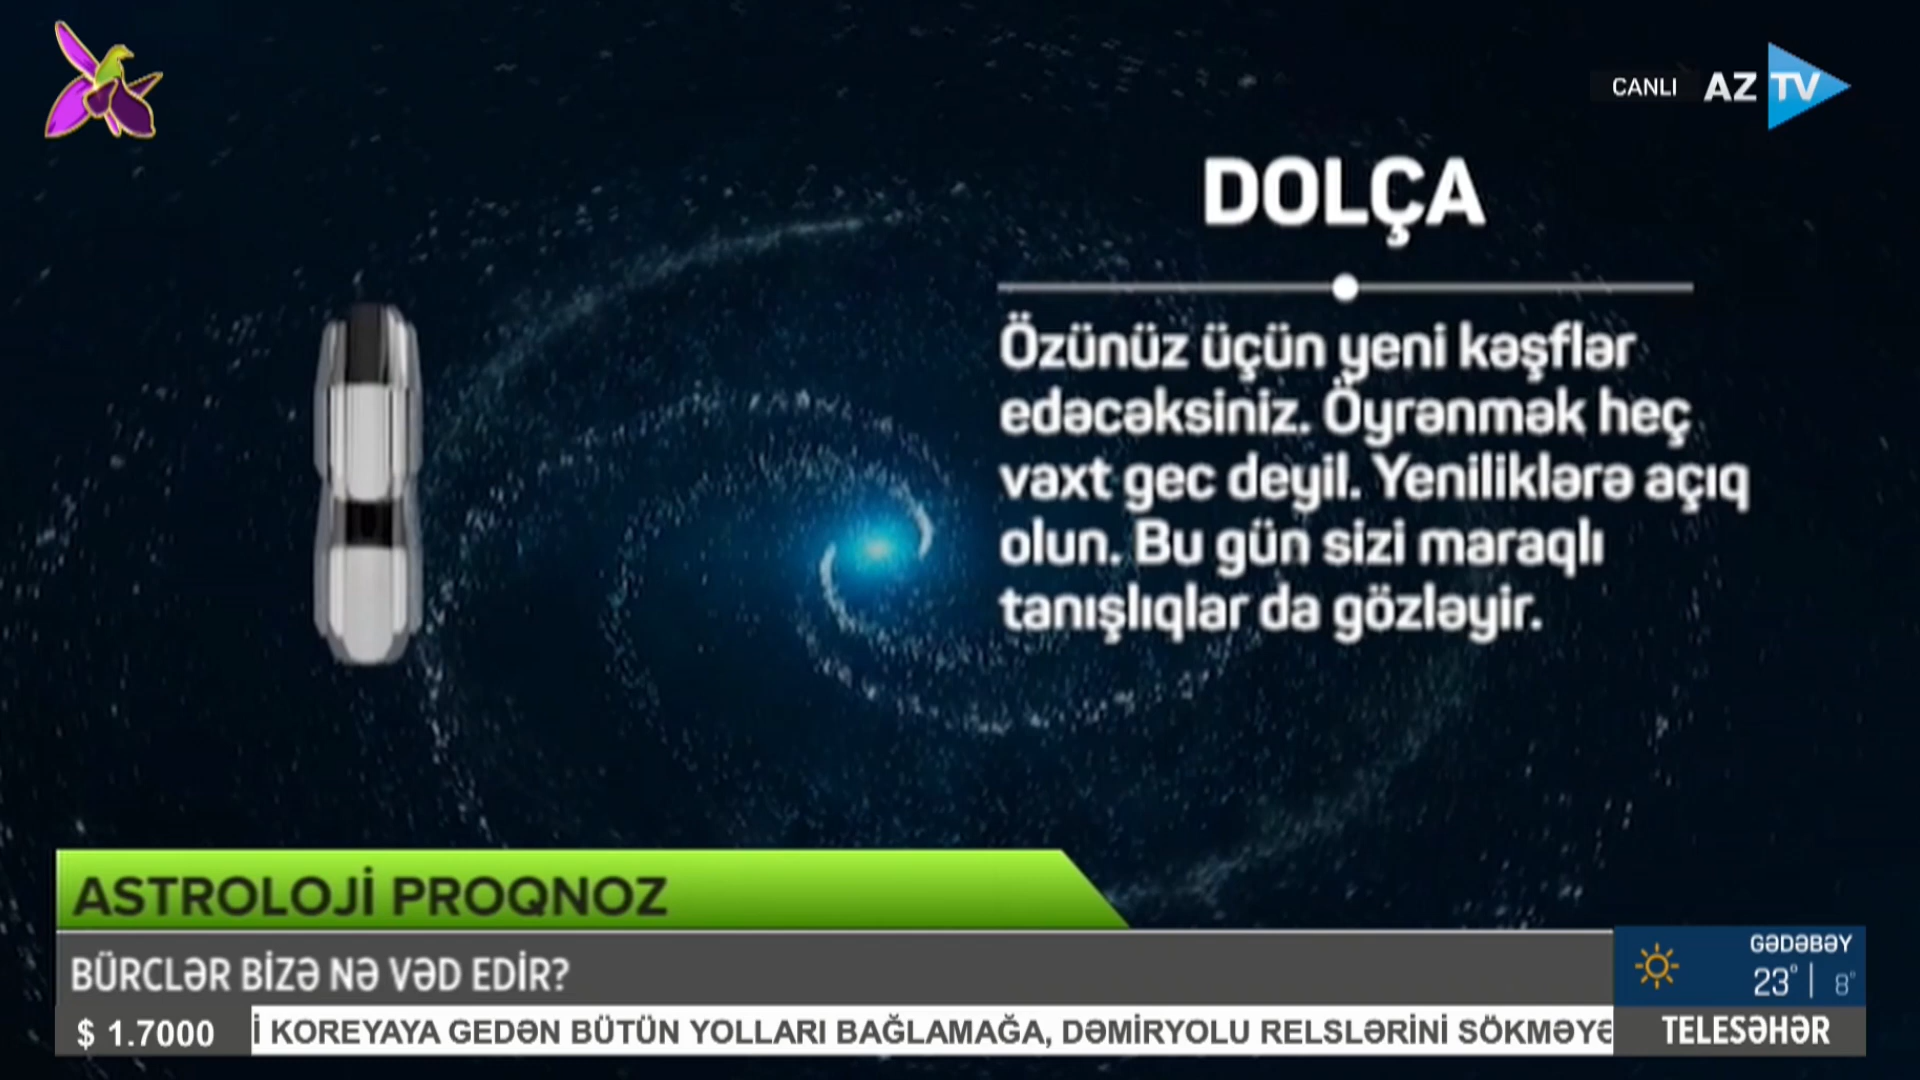 CANLI AZTV
DOLÇA
Özünüz üçün yeni kəşflər
edəcəksiniz. Öyrənmək heç
vaxt gec deyil. Yeniliklərə açıq
olun. Bu gün sizi maraqlı
tanışlıqlar da gözləyir.
ASTROLOJİ PROQNOZ
BÜRCLƏR BİZƏ NƏ VƏD EDİR?
GƏDƏBƏY
23° | 8°
$ 1.7000
İ KOREYAYA GEDƏN BÜTÜN YOLLARI BAĞLAMAĞA, DƏMİRYOLU RELSLƏRİNİ SÖKMƏYƏ
TELESƏHƏR